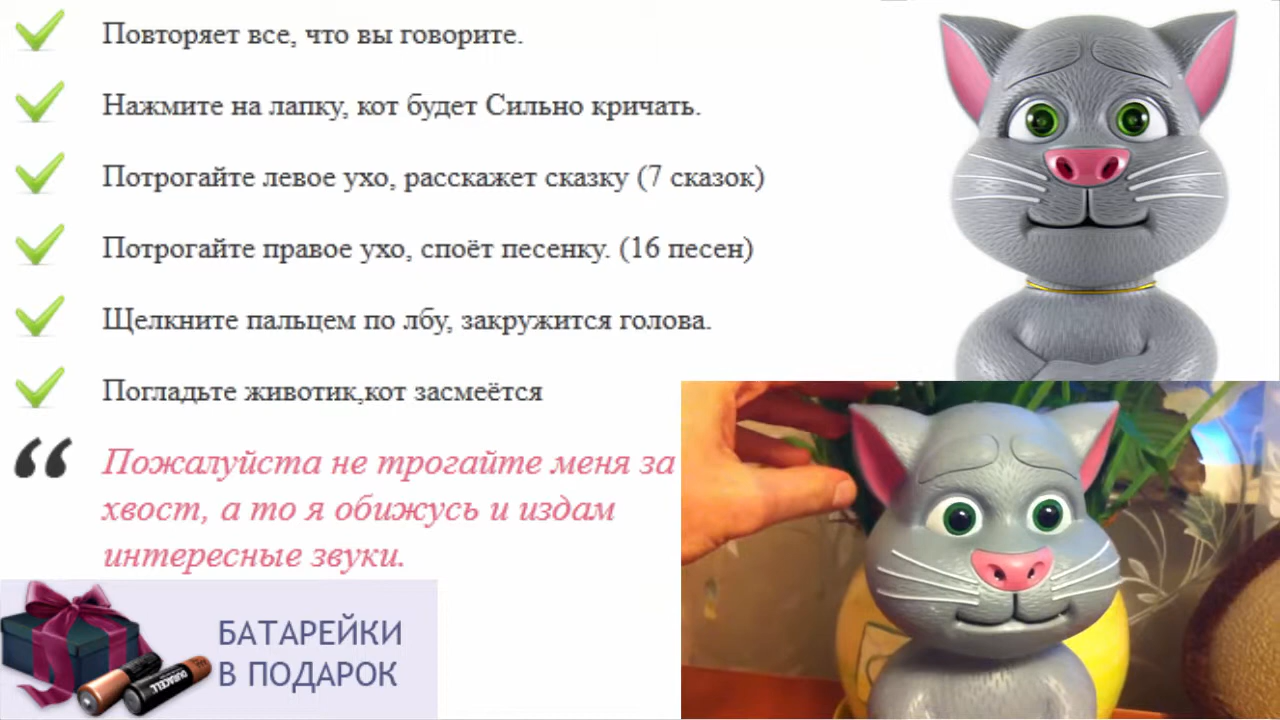 Повторяет все, что вы говорите.
Нажмите на лапку, кот будет Сильно кричать.
Потрогайте левое ухо, расскажет сказку (7 сказок)
Потрогайте правое ухо, споёт песенку. (16 песен)
Щелкните пальцем по лбу, закружится голова.
Погладьте животик,кот засмеётся
“ Пожалуйста не трогайте меня за
хвост, а то я обижусь и издам
интересные звуки.
БАТАРЕЙКИ
В ПОДАРОК
DURACELL